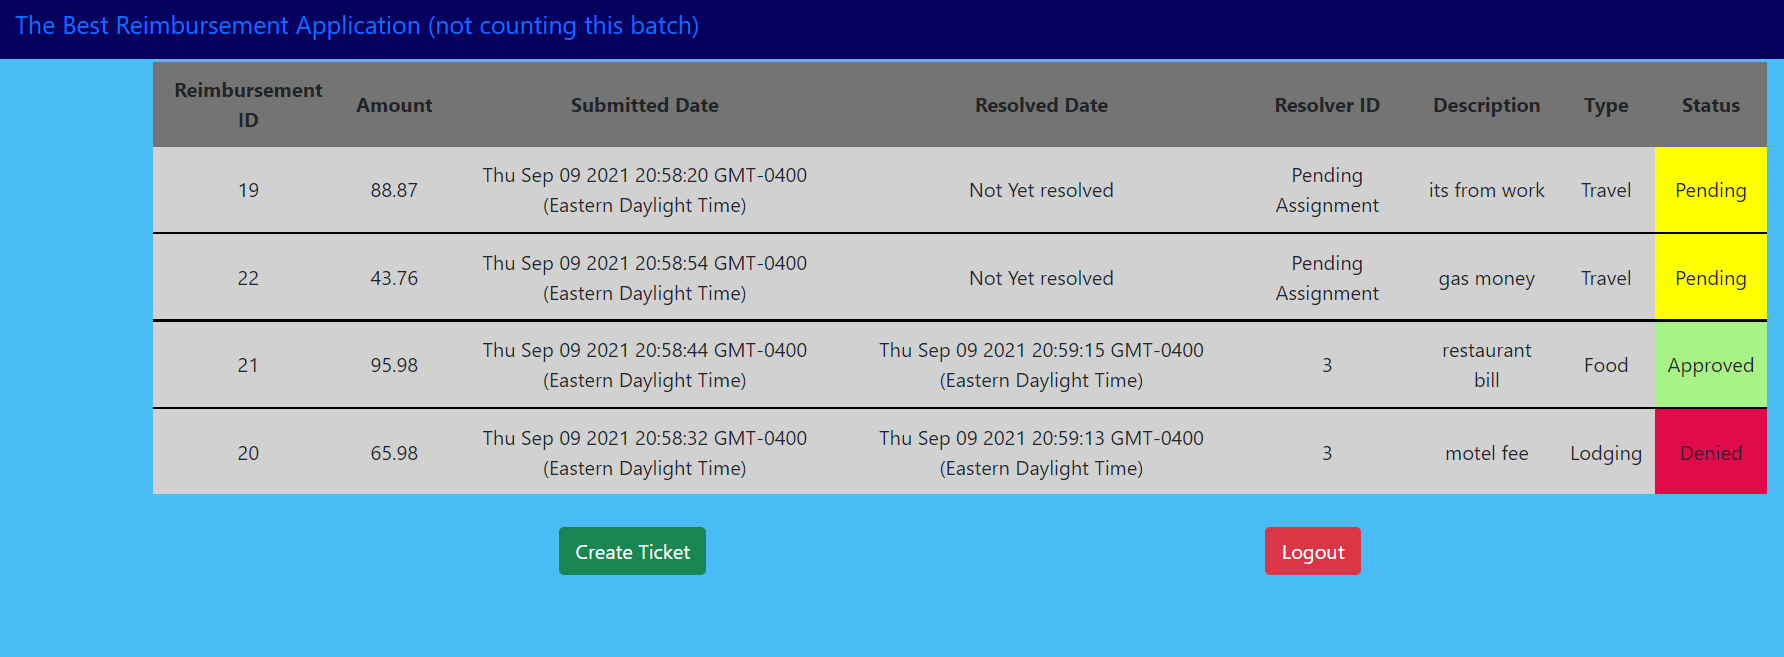 The Best Reimbursement Application (not counting this batch)
Reimbursement ID Amount Submitted Date Resolved Date Resolver ID Description Type Status
19 88.87 Thu Sep 09 2021 20:58:20 GMT-0400 (Eastern Daylight Time) Not Yet resolved Pending Assignment its from work Travel Pending
22 43.76 Thu Sep 09 2021 20:58:54 GMT-0400 (Eastern Daylight Time) Not Yet resolved Pending Assignment gas money Travel Pending
21 95.98 Thu Sep 09 2021 20:58:44 GMT-0400 (Eastern Daylight Time) Thu Sep 09 2021 20:59:15 GMT-0400 (Eastern Daylight Time) 3 restaurant bill Food Approved
20 65.98 Thu Sep 09 2021 20:58:32 GMT-0400 (Eastern Daylight Time) Thu Sep 09 2021 20:59:13 GMT-0400 (Eastern Daylight Time) 3 motel fee Lodging Denied
Create Ticket Logout